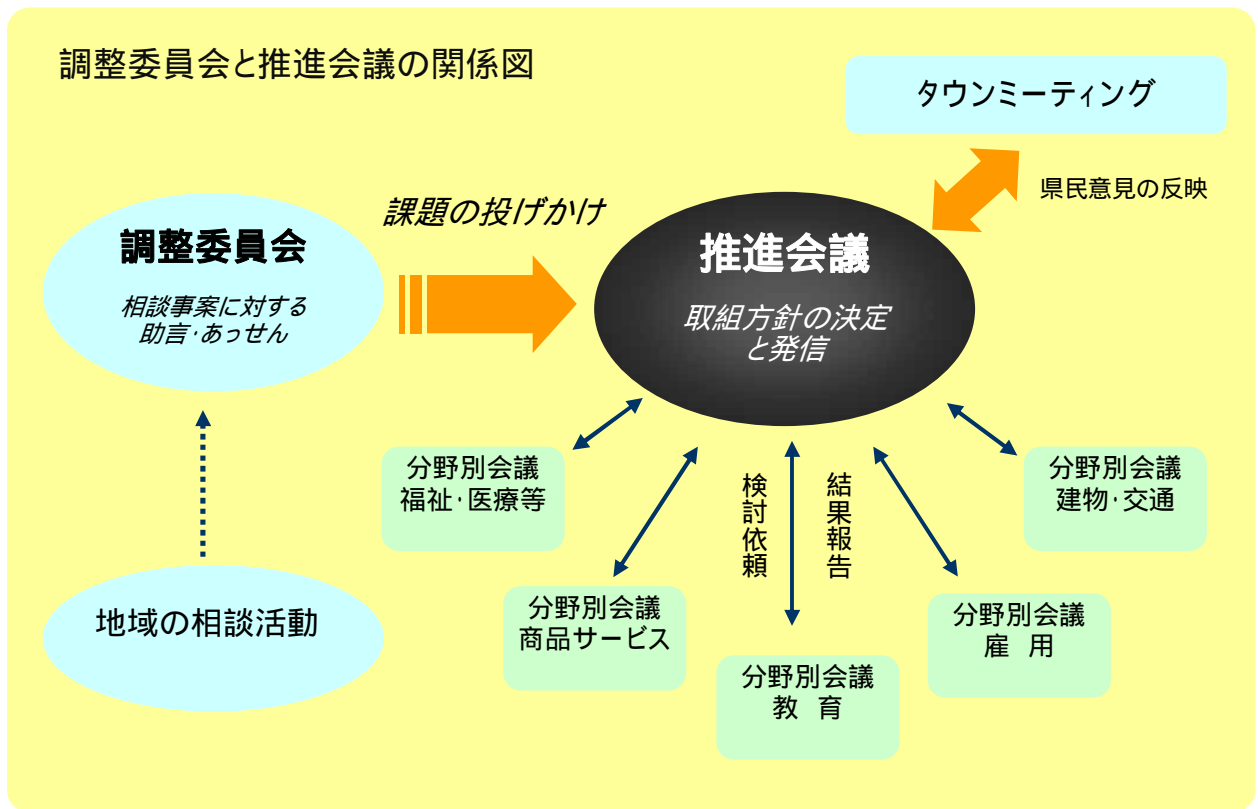 調整委員会と推進会議の関係図
タウンミーティング
県民意見の反映
課題の投げかけ
調整委員会
相談事案に対する
助言・あっせん
推進会議
取組方針の決定
と発信
分野別会議
福祉・医療等
検討依頼
結果報告
分野別会議
建物・交通
分野別会議
商品サービス
分野別会議
雇　用
地域の相談活動
分野別会議
教　育